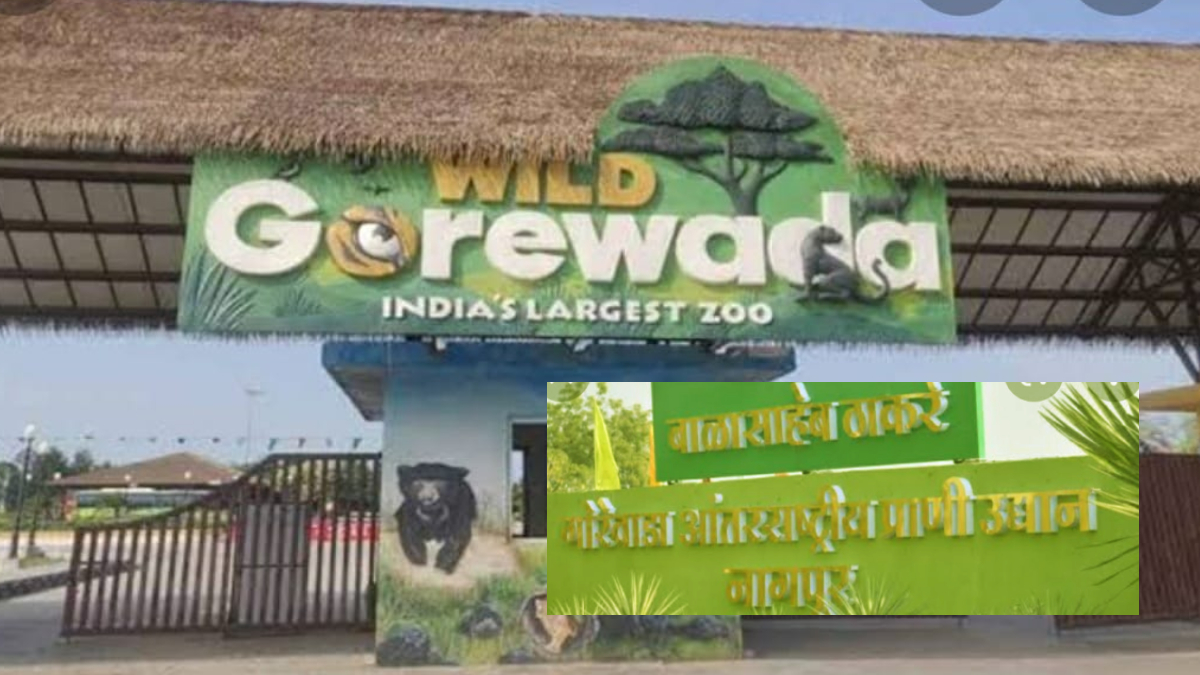 WILD
Gorewada
INDIA'S LARGEST ZOO
बाळासाहेब ठाकरे
गोरेवाडा आंतरराष्ट्रीय प्राणी उद्यान
नागपूर